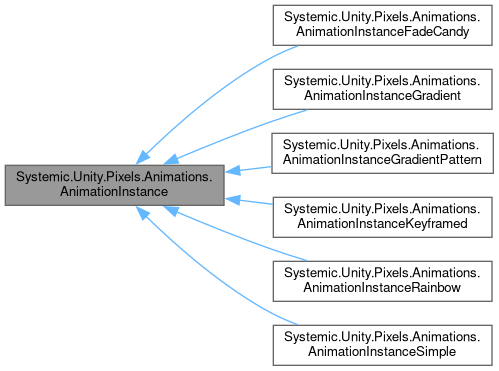 Systemic.Unity.Pixels.Animations.
AnimationInstance
Systemic.Unity.Pixels.Animations.
AnimationInstanceFadeCandy
Systemic.Unity.Pixels.Animations.
AnimationInstanceGradient
Systemic.Unity.Pixels.Animations.
AnimationInstanceGradientPattern
Systemic.Unity.Pixels.Animations.
AnimationInstanceKeyframed
Systemic.Unity.Pixels.Animations.
AnimationInstanceRainbow
Systemic.Unity.Pixels.Animations.
AnimationInstanceSimple